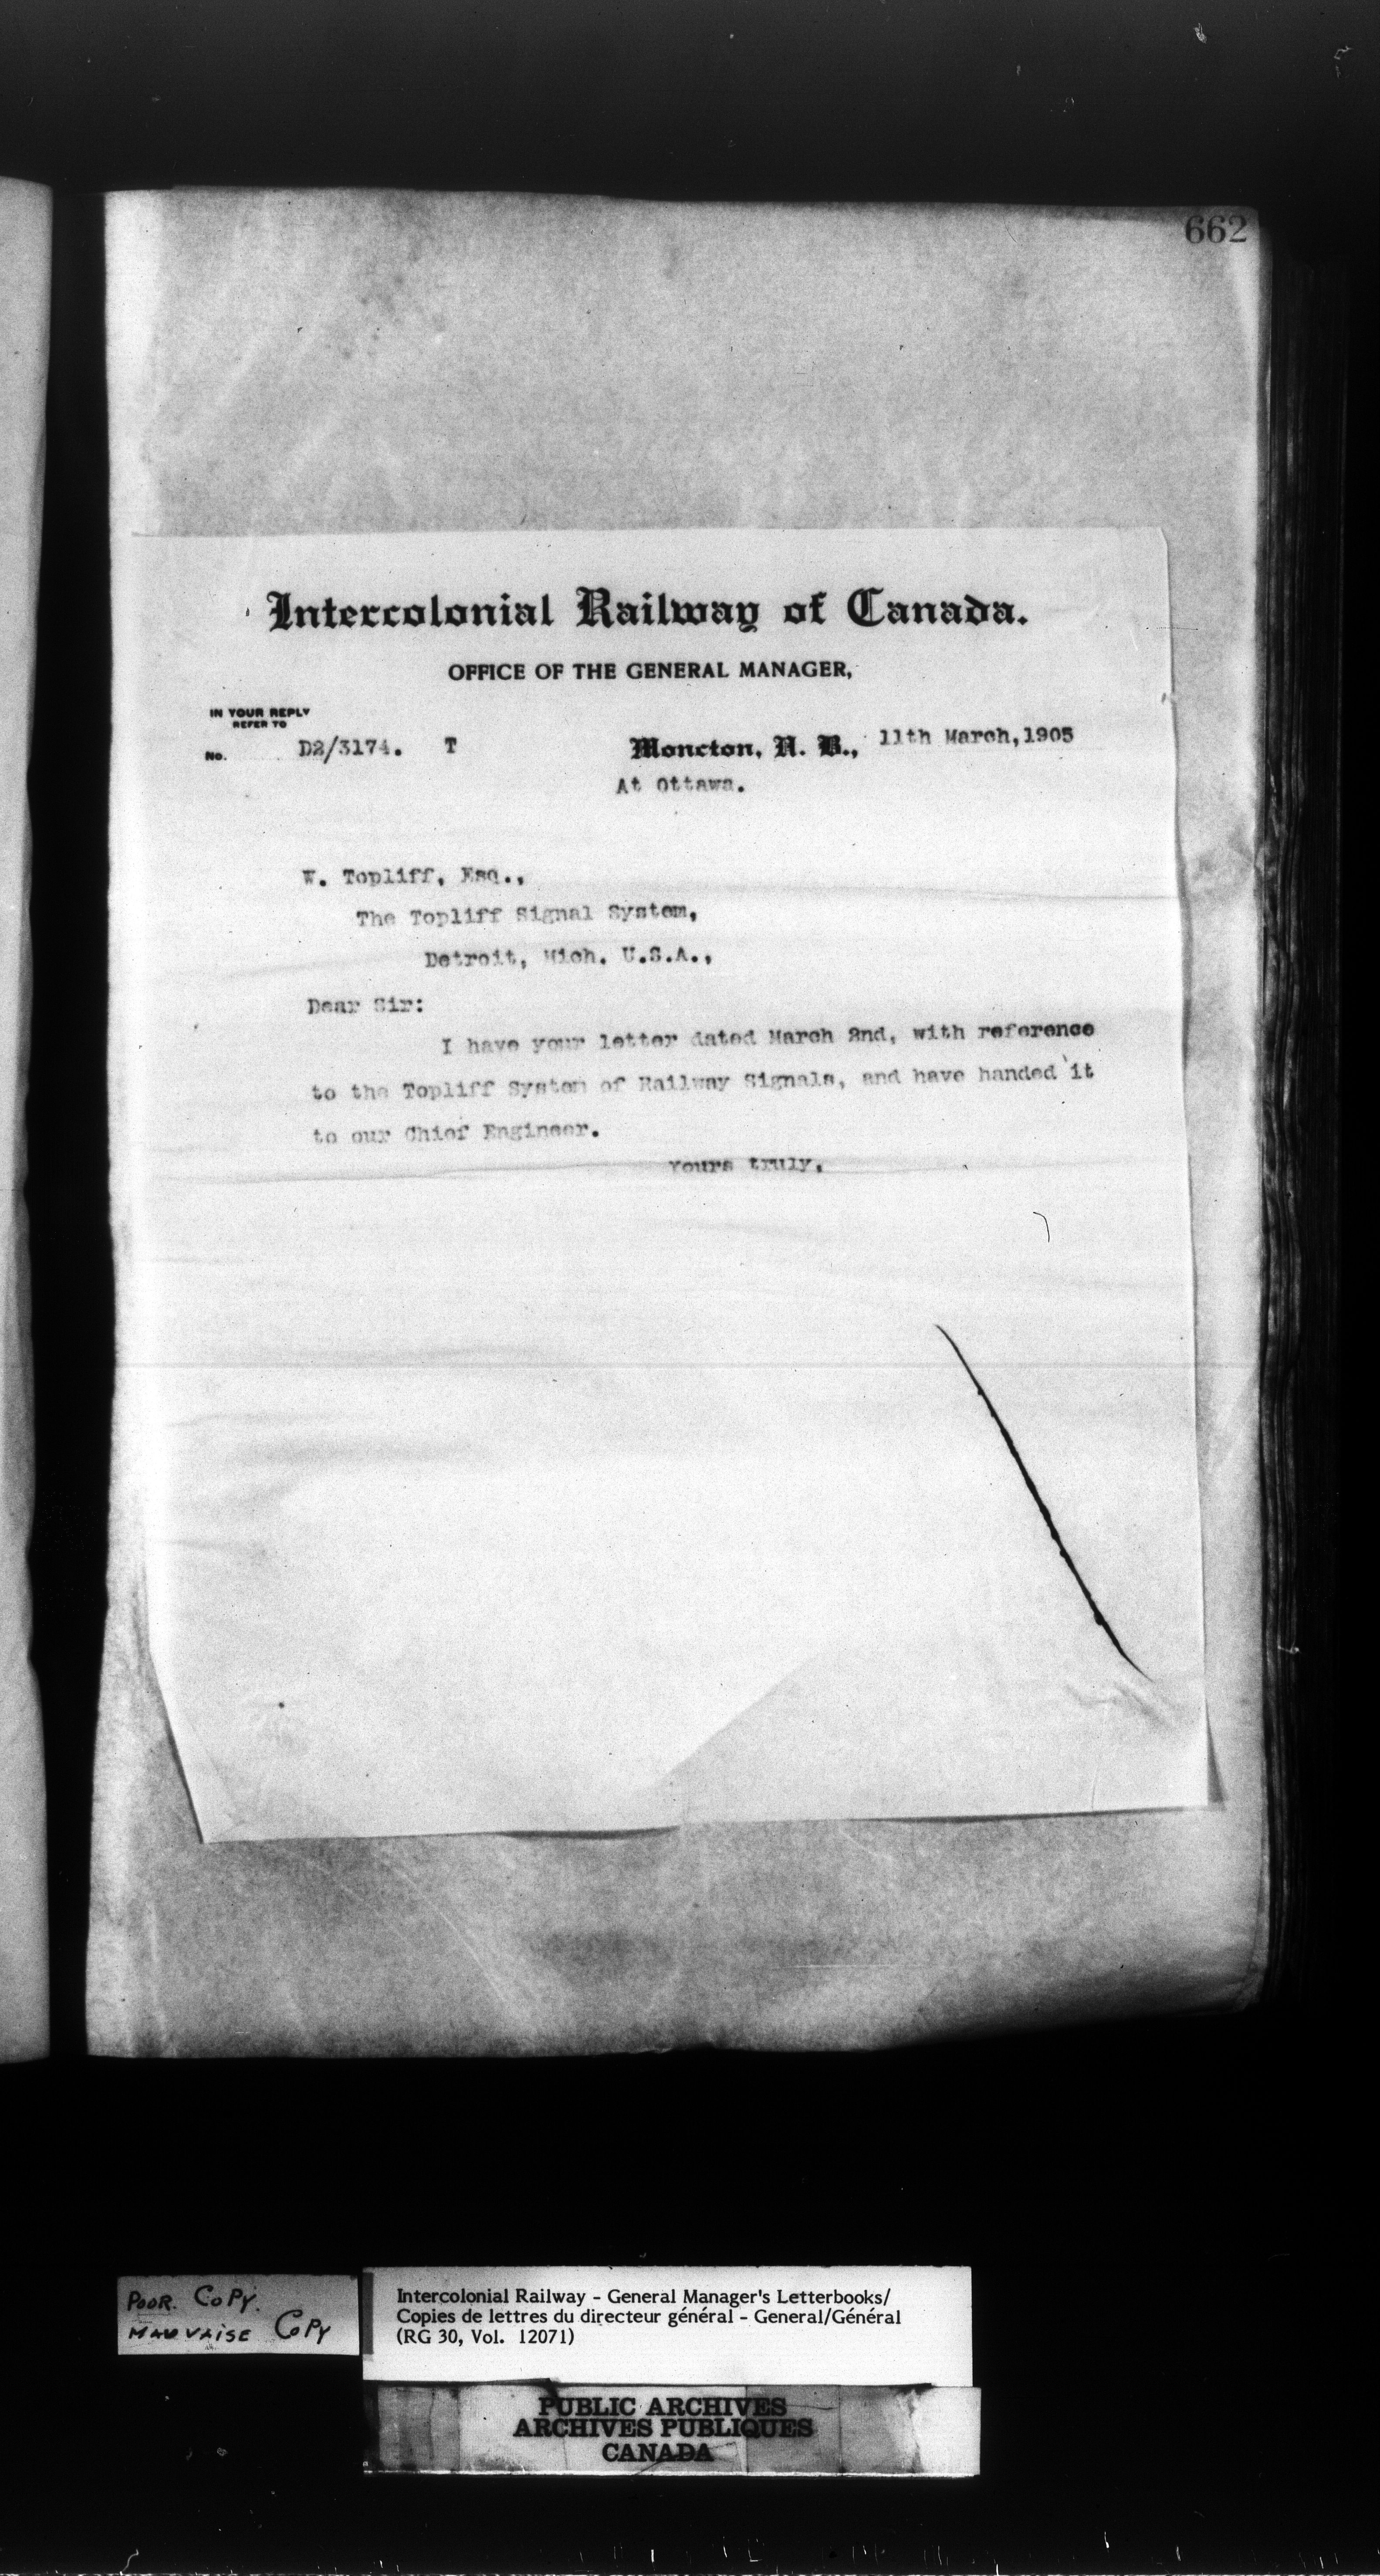 662
Intercolonial Railway of Canada.
OFFICE OF THE GENERAL MANAGER,
IN YOUR REPLY
REFER TO
No. D2/3174. T
Moncton, N. B., 11th March, 1905
At Ottawa.
W. Topliff, Esq.,
The Topliff Signal System,
Detroit, Mich. U.S.A.,
Dear Sir:
I have your letter dated March 2nd, with reference
to the Topliff System of Railway Signals, and have handed it
to our Chief Engineer.
Yours truly,
POOR. COPY.
MAUVAISE COPY
Intercolonial Railway - General Manager's Letterbooks/
Copies de lettres du directeur général - General/Général
(RG 30, Vol. 12071)
PUBLIC ARCHIVES
ARCHIVES PUBLIQUES
CANADA